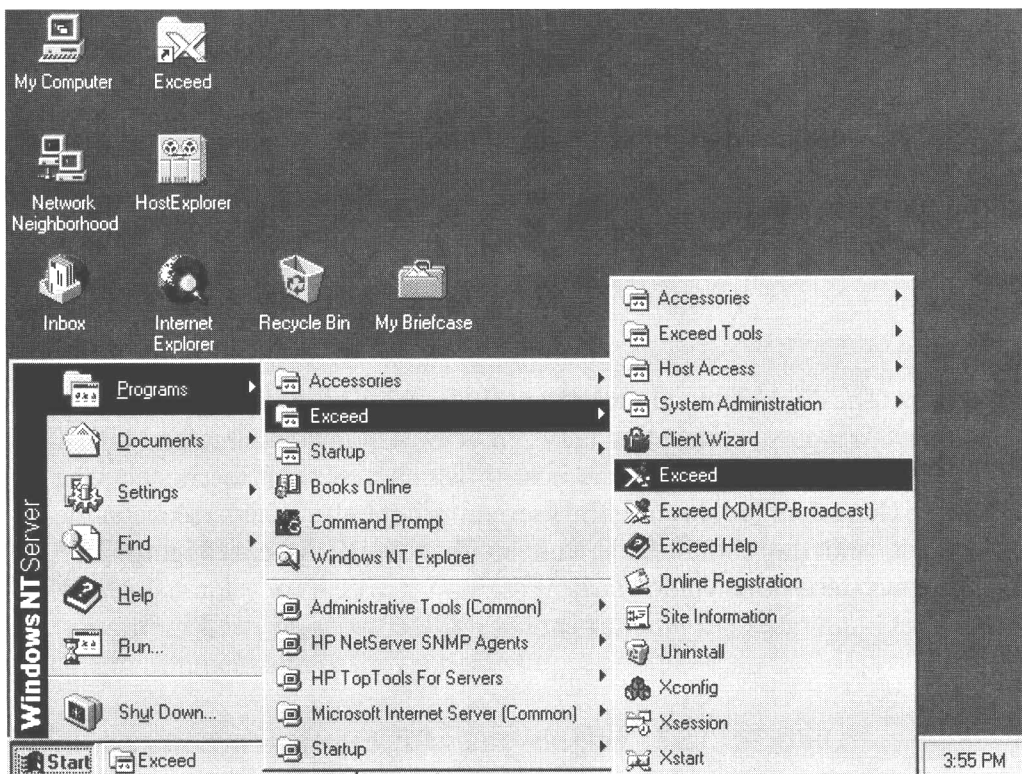 My Computer
Exceed
Network
Neighborhood
HostExplorer
Inbox
Internet
Explorer
Recycle Bin
My Briefcase
Windows NT Server
Programs
Documents
Settings
Find
Help
Run...
Shut Down...
Accessories
Exceed
Startup
Books Online
Command Prompt
Windows NT Explorer
Administrative Tools (Common)
HP NetServer SNMP Agents
HP TopTools For Servers
Microsoft Internet Server (Common)
Startup
Accessories
Exceed Tools
Host Access
System Administration
Client Wizard
Exceed
Exceed (XDMCP-Broadcast)
Exceed Help
Online Registration
Site Information
Uninstall
Xconfig
Xsession
Xstart
Start
Exceed
3:55 PM